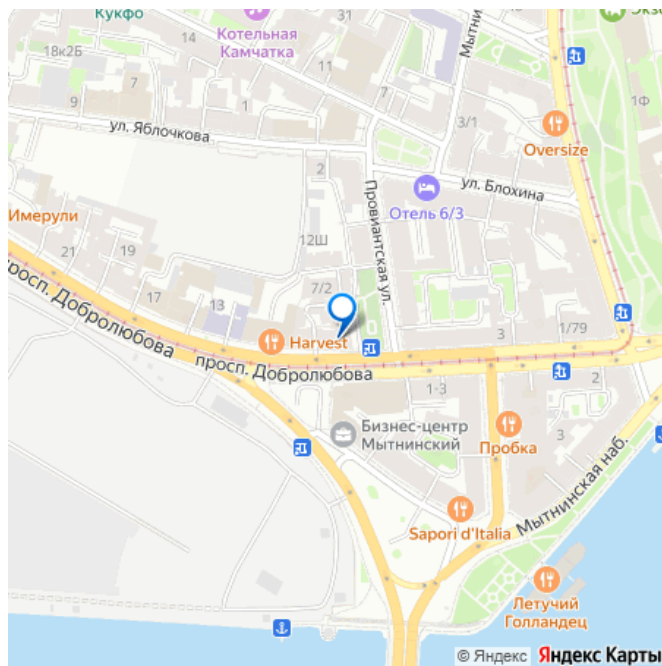 Кукфо
31
Экз
14
Котельная
Камчатка
18к2Б
11
7
7
Мытнин
9
1
1Ф
ул. Яблочкова
3/1
Oversize
2
ул. Блохина
Провиантская ул.
Отель 6/3
Имерули
19
12Ш
21
7/2
17
13
3
1/79
просп. Добролюбова
Harvest
просп. Добролюбова
1-3
2
Бизнес-центр
Мытнинский
Пробка
3
Мытнинская наб.
Sapori d'Italia
Летучий
Голландец
© Яндекс Яндекс Карты